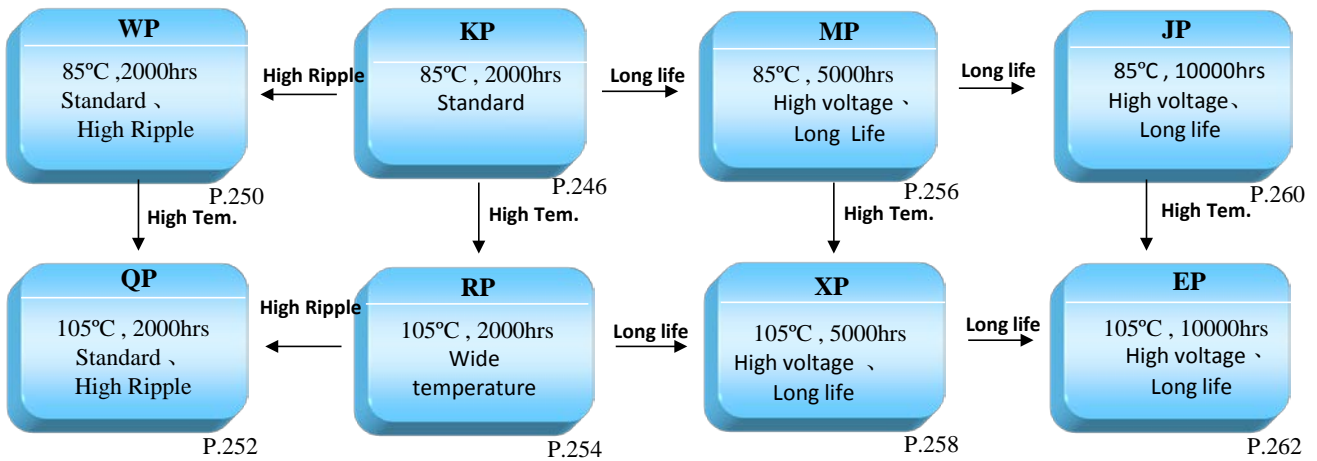 WP
85ºC ,2000hrs
Standard 、
High Ripple
P.250
High Ripple
KP
85ºC , 2000hrs
Standard
P.246
Long life
MP
85ºC , 5000hrs
High voltage、
Long Life
P.256
Long life
JP
85ºC , 10000hrs
High voltage、
Long life
P.260
High Tem.
High Tem.
High Tem.
High Tem.
QP
105ºC , 2000hrs
Standard 、
High Ripple
P.252
High Ripple
RP
105ºC , 2000hrs
Wide
temperature
P.254
Long life
XP
105ºC , 5000hrs
High voltage 、
Long life
P.258
Long life
EP
105ºC , 10000hrs
High voltage、
Long life
P.262